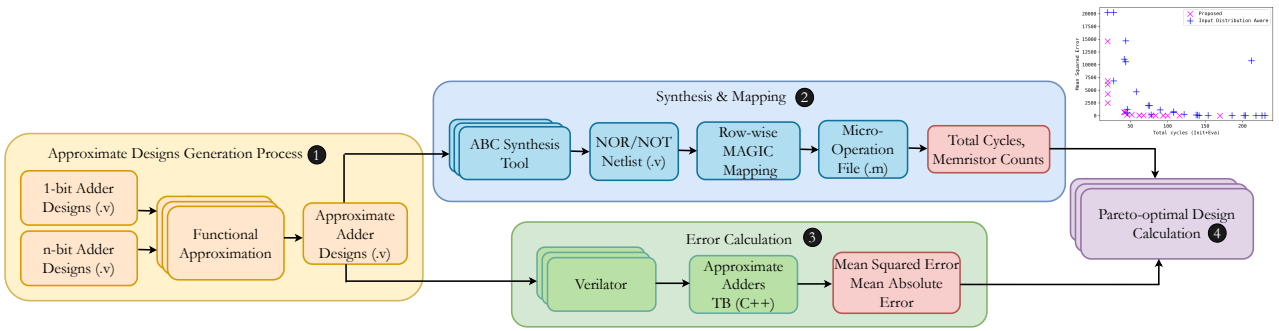 Approximate Designs Generation Process 1
1-bit Adder
Designs (.v)
n-bit Adder
Designs (.v)
Functional
Approximation
Approximate
Adder
Designs (.v)
Synthesis & Mapping 2
ABC Synthesis
Tool
NOR/NOT
Netlist (.v)
Row-wise
MAGIC
Mapping
Micro-
Operation
File (.m)
Total Cycles,
Memristor Counts
Error Calculation 3
Verilator
Approximate
Adders
TB (C++)
Mean Squared Error
Mean Absolute
Error
Pareto-optimal Design
Calculation 4
Proposed
Input Distribution Aware
Mean Squared Error
20000
17500
15000
12500
10000
7500
5000
2500
0
50
100
150
200
Total cycles (Init+Eva)